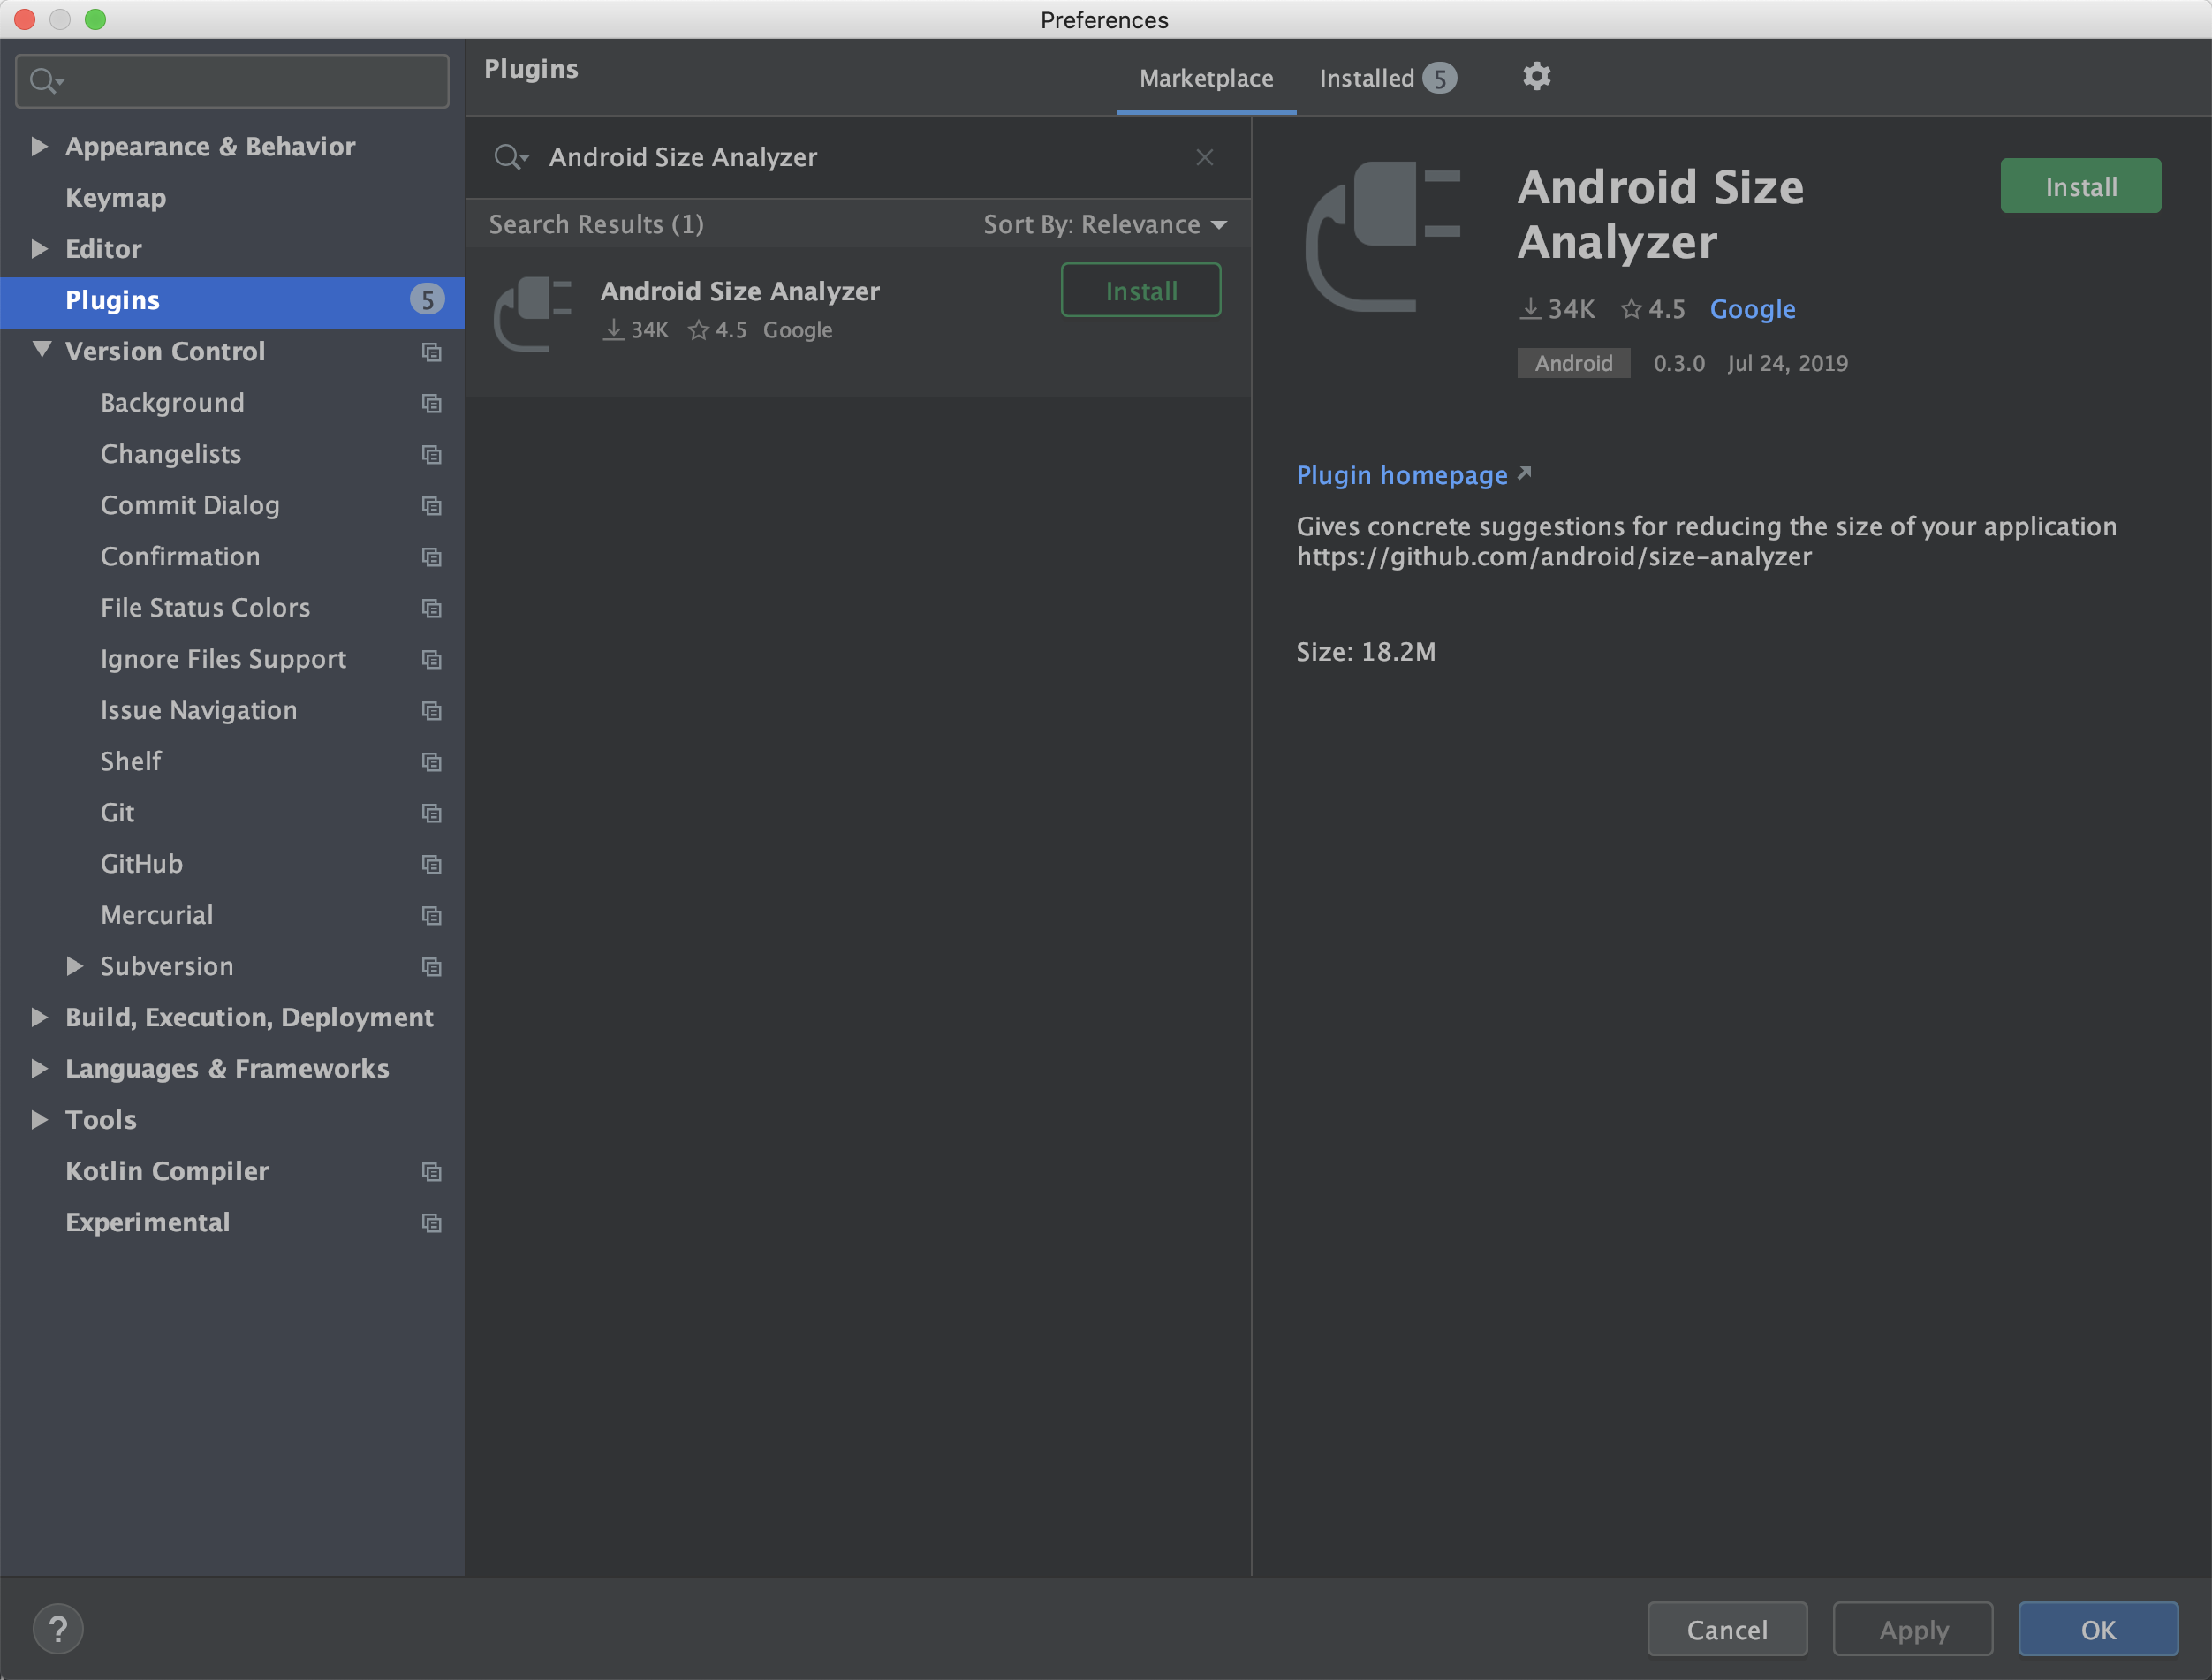 Preferences
Plugins
Marketplace
Installed 5
Appearance & Behavior
Keymap
Editor
Plugins 5
Version Control
Background
Changelists
Commit Dialog
Confirmation
File Status Colors
Ignore Files Support
Issue Navigation
Shelf
Git
GitHub
Mercurial
Subversion
Build, Execution, Deployment
Languages & Frameworks
Tools
Kotlin Compiler
Experimental
Android Size Analyzer
Search Results (1)
Sort By: Relevance
Android Size Analyzer
34K 4.5 Google
Install
Android Size
Analyzer
Install
34K 4.5 Google
Android 0.3.0 Jul 24, 2019
Plugin homepage
Gives concrete suggestions for reducing the size of your application
https://github.com/android/size-analyzer
Size: 18.2M
?
Cancel
Apply
OK